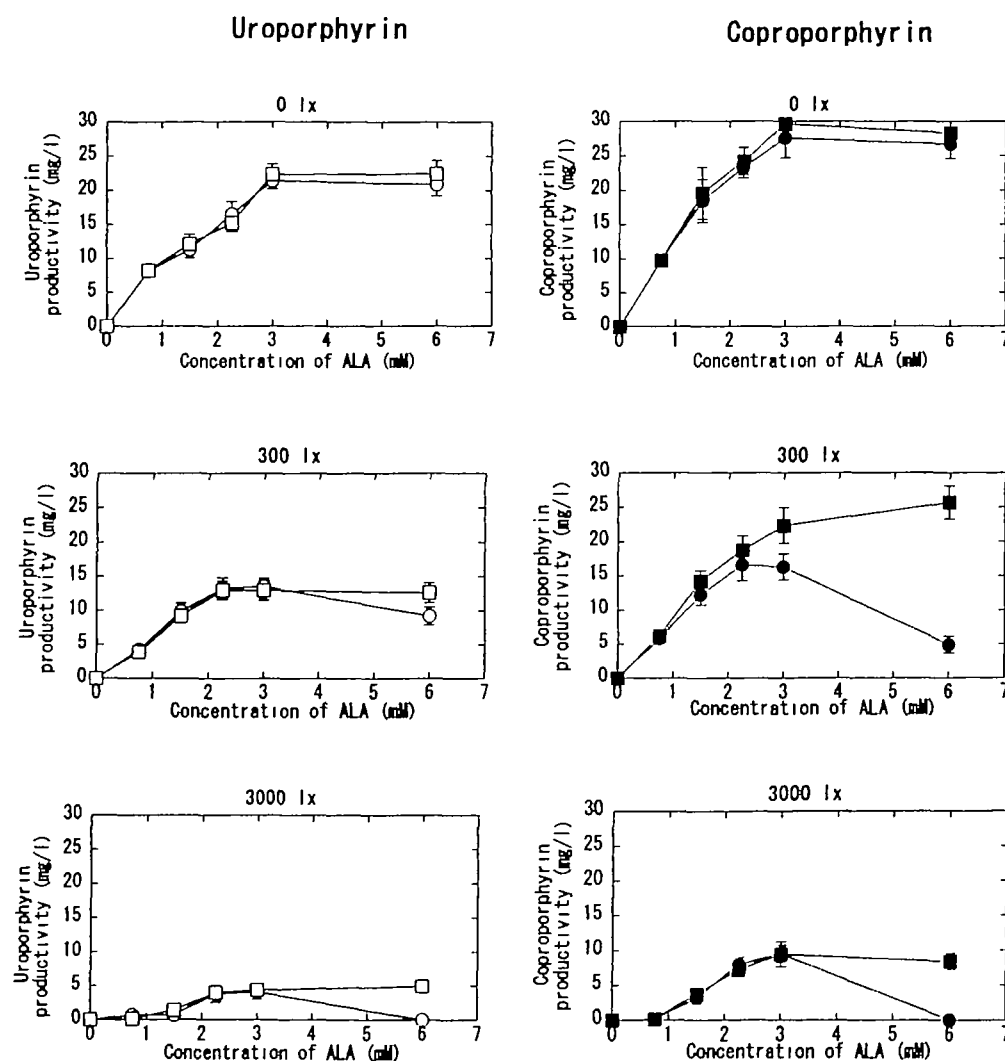 Uroporphyrin
Coproporphyrin
0 lx
Uroporphyrin
productivity (mg/l)
30
25
20
15
10
5
0
0 1 2 3 4 5 6 7
Concentration of ALA (mM)
0 lx
Coproporphyrin
productivity (mg/l)
30
25
20
15
10
5
0
0 1 2 3 4 5 6 7
Concentration of ALA (mM)
300 lx
Uroporphyrin
productivity (mg/l)
30
25
20
15
10
5
0
0 1 2 3 4 5 6 7
Concentration of ALA (mM)
300 lx
Coproporphyrin
productivity (mg/l)
30
25
20
15
10
5
0
0 1 2 3 4 5 6 7
Concentration of ALA (mM)
3000 lx
Uroporphyrin
productivity (mg/l)
30
25
20
15
10
5
0
0 1 2 3 4 5 6 7
Concentration of ALA (mM)
3000 lx
Coproporphyrin
productivity (mg/l)
30
25
20
15
10
5
0
0 1 2 3 4 5 6 7
Concentration of ALA (mM)